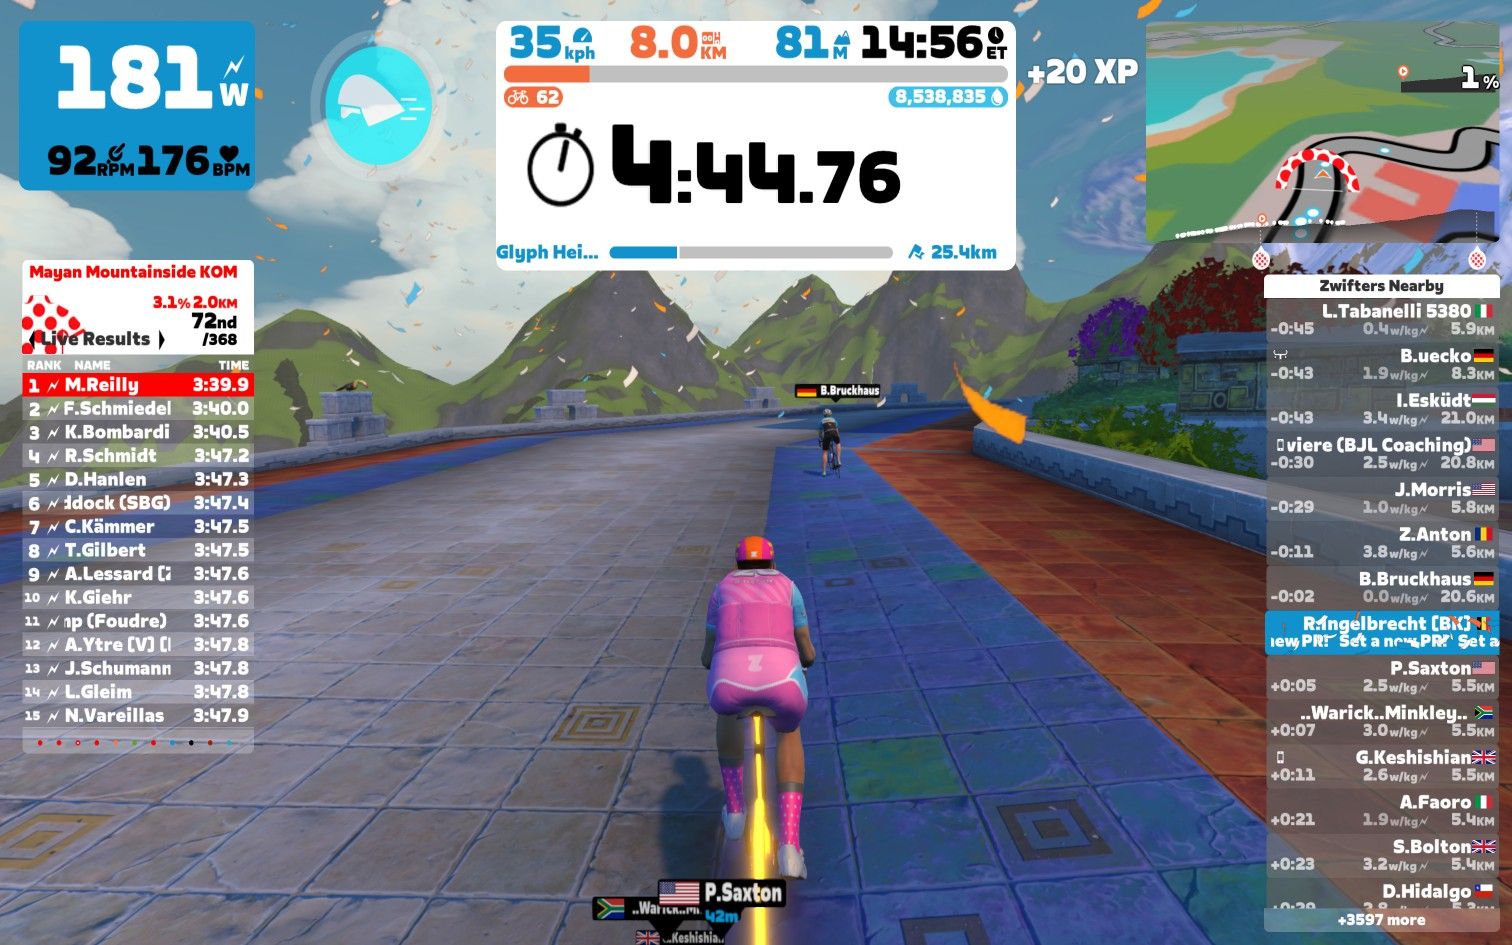 181 W
92 RPM 176 BPM
35 kph 8.0 KM 81 M 14:56 ET
62
8,538,835
4:44.76
Glyph Hei... 25.4km
+20 XP
1 %
Mayan Mountainside KOM
3.1% 2.0KM
72nd
Live Results /368
RANK NAME TIME
1 M.Reilly 3:39.9
2 F.Schmiedel 3:40.0
3 K.Bombardi 3:40.5
4 R.Schmidt 3:47.2
5 D.Hanlen 3:47.3
6 ddock (SBG) 3:47.4
7 C.Kämmer 3:47.5
8 T.Gilbert 3:47.5
9 A.Lessard 3:47.6
10 K.Giehr 3:47.6
11 (Foudre) 3:47.6
12 A.Ytre [V] 3:47.8
13 J.Schumann 3:47.8
14 L.Gleim 3:47.8
15 N.Vareillas 3:47.9
B.Bruckhaus
Z
P.Saxton
42m
Keshishian
Zwifters Nearby
L.Tabanelli 5380
-0:45 0.4w/kg 5.9KM
B.uecko
-0:43 1.9w/kg 8.3KM
I.Esküdt
-0:43 3.4w/kg 21.0KM
viere (BJL Coaching)
-0:30 2.5w/kg 20.8KM
J.Morris
-0:29 1.0w/kg 5.8KM
Z.Anton
-0:11 3.8w/kg 5.6KM
B.Bruckhaus
-0:02 0.0w/kg 20.6KM
R.Ingelbrecht [BK]
new PR! Set a new PR! Set a
P.Saxton
+0:05 2.5w/kg 5.5KM
..Warick..Minkley..
+0:07 3.0w/kg 5.5KM
G.Keshishian
+0:11 2.6w/kg 5.5KM
A.Faoro
+0:21 1.9w/kg 5.4KM
S.Bolton
+0:23 3.2w/kg 5.4KM
D.Hidalgo
+3597 more